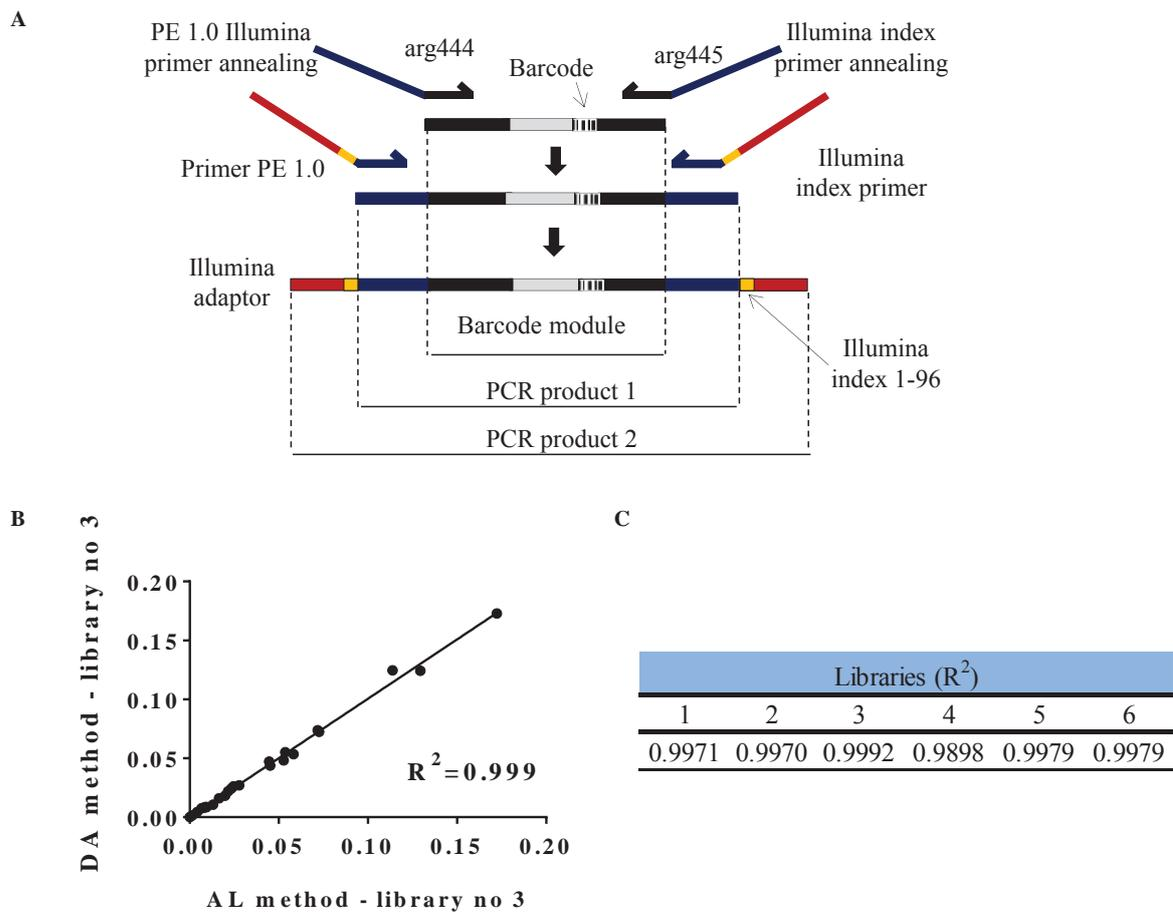 A
PE 1.0 Illumina
primer annealing
arg444
Barcode
arg445
Illumina index
primer annealing
Primer PE 1.0
Illumina
index primer
Illumina
adaptor
Barcode module
Illumina
index 1-96
PCR product 1
PCR product 2
B
DA method - library no 3
0.20
0.15
0.10
0.05
0.00
R²=0.999
0.00 0.05 0.10 0.15 0.20
AL method - library no 3
C
Libraries (R²)
1 2 3 4 5 6
0.9971 0.9970 0.9992 0.9898 0.9979 0.9979